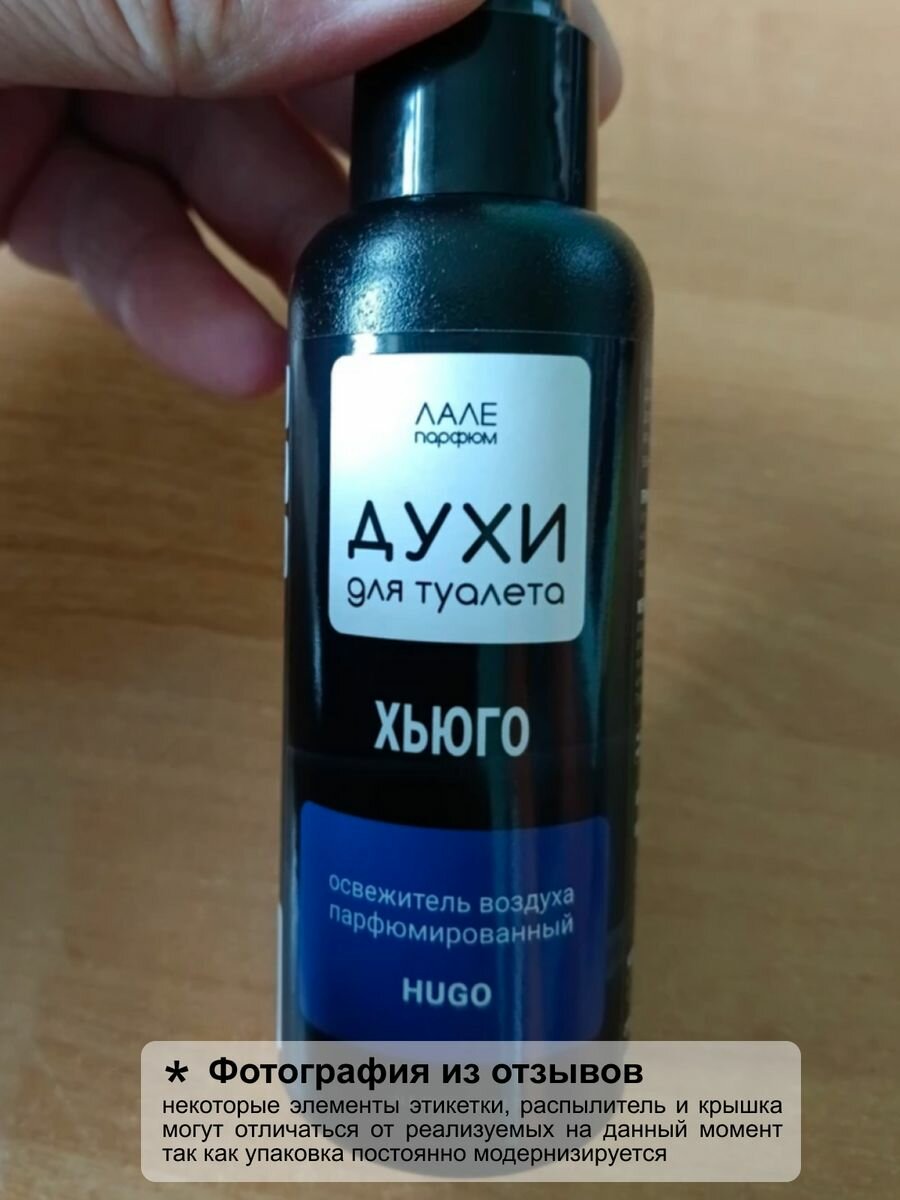 ЛАЛЕ
парфюм
ДУХИ
для туалета
ХЬЮГО
освежитель воздуха
парфюмированный
HUGO
* Фотография из отзывов
некоторые элементы этикетки, распылитель и крышка
могут отличаться от реализуемых на данный момент
так как упаковка постоянно модернизируется